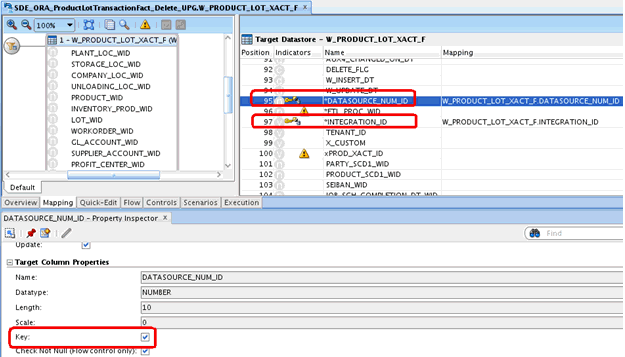 SDE_ORA_ProductLotTransactionFact_Delete_UPG.W_PRODUCT_LOT_XACT_F x
100%
1 - W_PRODUCT_LOT_XACT_F (W
PLANT_LOC_WID
STORAGE_LOC_WID
COMPANY_LOC_WID
UNLOADING_LOC_WID
PRODUCT_WID
INVENTORY_PROD_WID
LOT_WID
WORKORDER_WID
GL_ACCOUNT_WID
SUPPLIER_ACCOUNT_WID
PROFIT_CENTER_WID
Default
Target Datastore - W_PRODUCT_LOT_XACT_F
Position Indicators Name Mapping
91 AUX4_CHANGED_ON_DT
92 DELETE_FLG
93 W_INSERT_DT
94 W_UPDATE_DT
95 *DATASOURCE_NUM_ID W_PRODUCT_LOT_XACT_F.DATASOURCE_NUM_ID
96 *ETL_PROC_WID
97 *INTEGRATION_ID W_PRODUCT_LOT_XACT_F.INTEGRATION_ID
98 TENANT_ID
99 X_CUSTOM
100 xPROD_XACT_ID
101 PARTY_SCD1_WID
102 PRODUCT_SCD1_WID
103 SEIBAN_WID
104 JOB_SCH_COMPLETION_DT_WID
Overview Mapping Quick-Edit Flow Controls Scenarios Execution
DATASOURCE_NUM_ID - Property Inspector x
Find
Update:
Target Column Properties
Name: DATASOURCE_NUM_ID
Datatype: NUMBER
Length: 10
Scale: 0
Key:
Check Not Null (Flow control only):